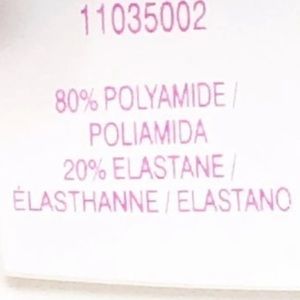 11035002
80% POLYAMIDE /
POLIAMIDA
20% ELASTANE /
ÉLASTHANNE / ELASTANO